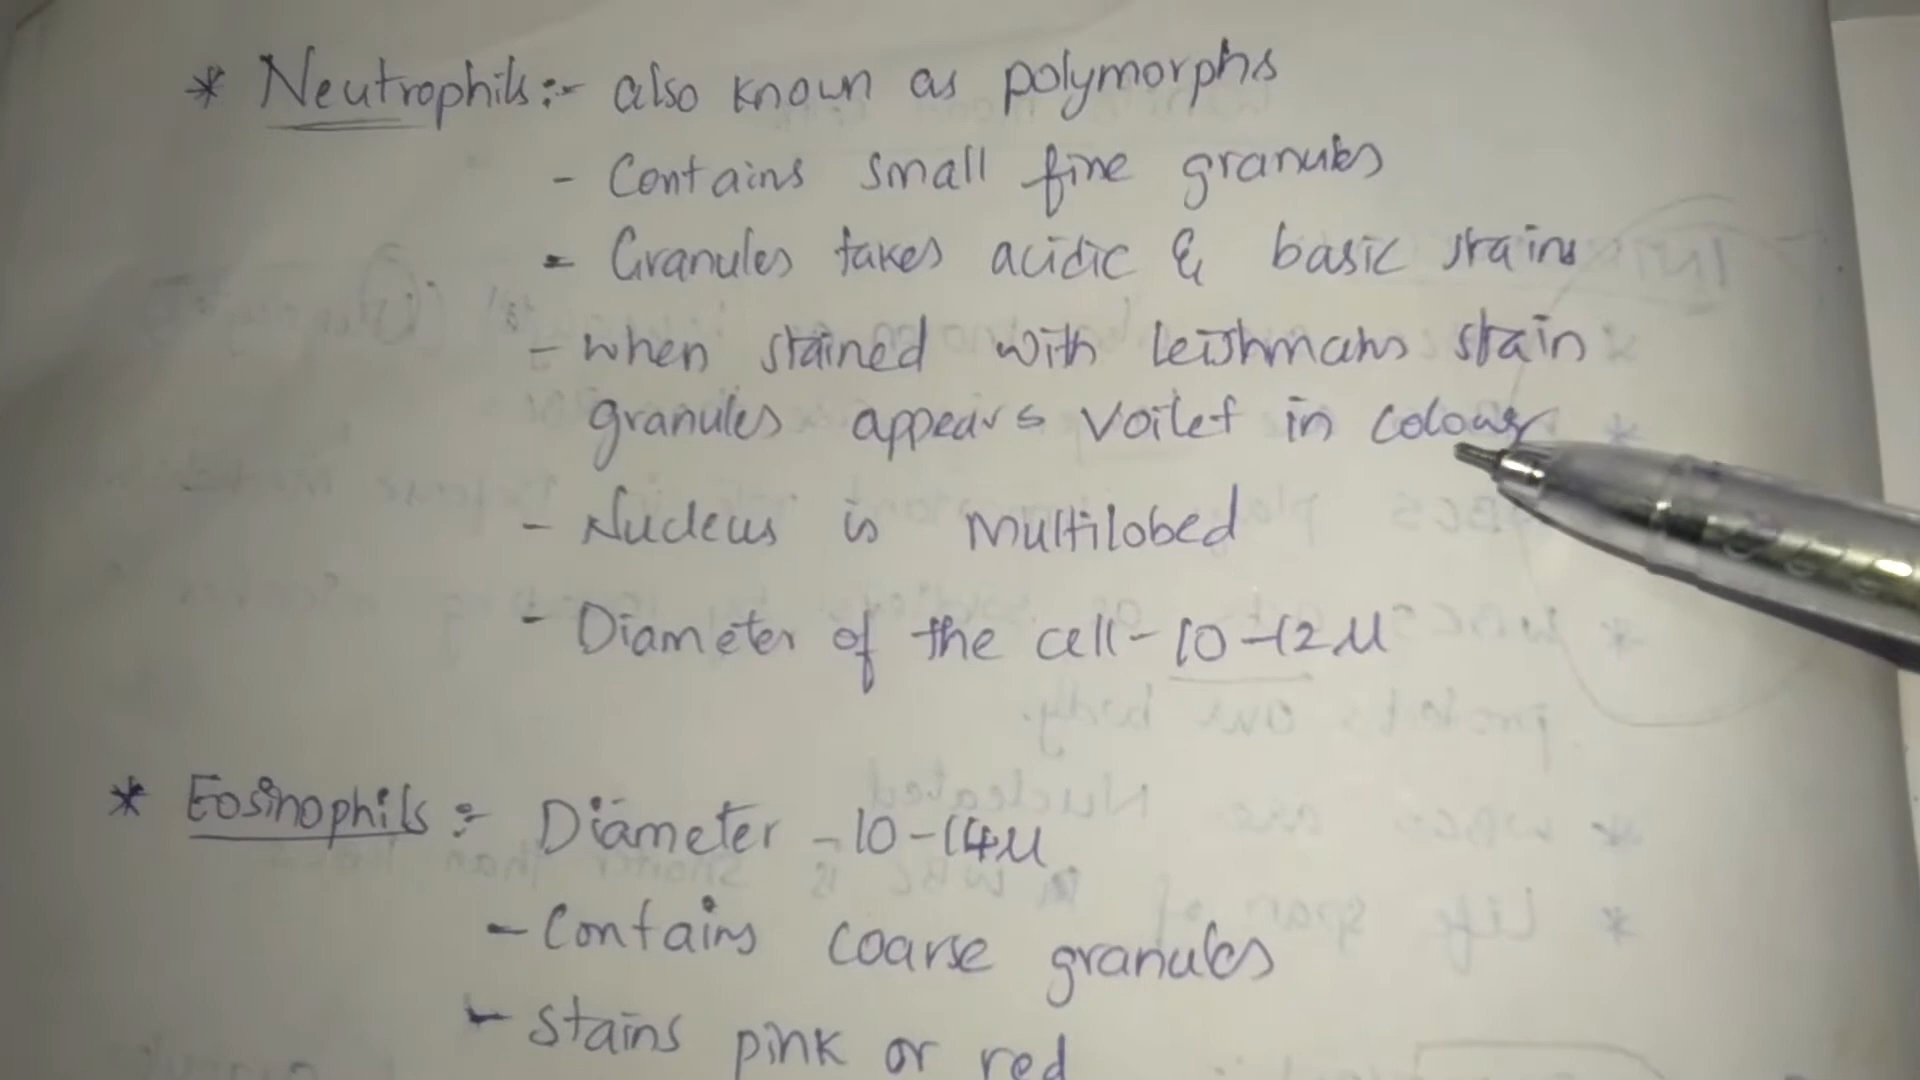 * Neutrophils :- also known as polymorphs
- Contains small fine granules
- Granules takes acidic & basic stains
- when stained with leishmans stain
granules appears voilet in colour
- Nucleus is multilobed
- Diameter of the cell - 10-12µ
* Eosinophils :- Diameter - 10-14µ
- Contains coarse granules
- stains pink or red